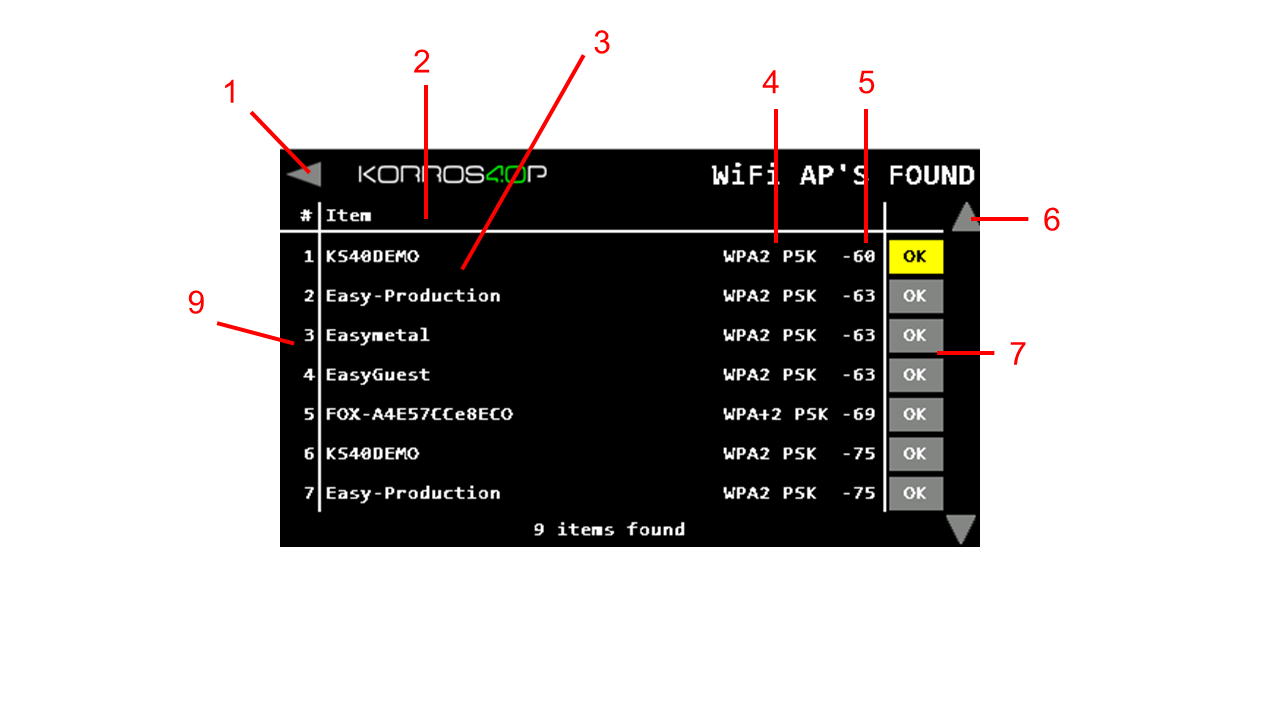 3
2
4
5
1
KORROS4.0P
WiFi AP'S FOUND
# Item
6
1 KS40DEMO WPA2 PSK -60 OK
2 Easy-Production WPA2 PSK -63 OK
9
3 Easymetal WPA2 PSK -63 OK
7
4 EasyGuest WPA2 PSK -63 OK
5 FOX-A4E57CCe8ECO WPA+2 PSK -69 OK
6 KS40DEMO WPA2 PSK -75 OK
7 Easy-Production WPA2 PSK -75 OK
9 items found